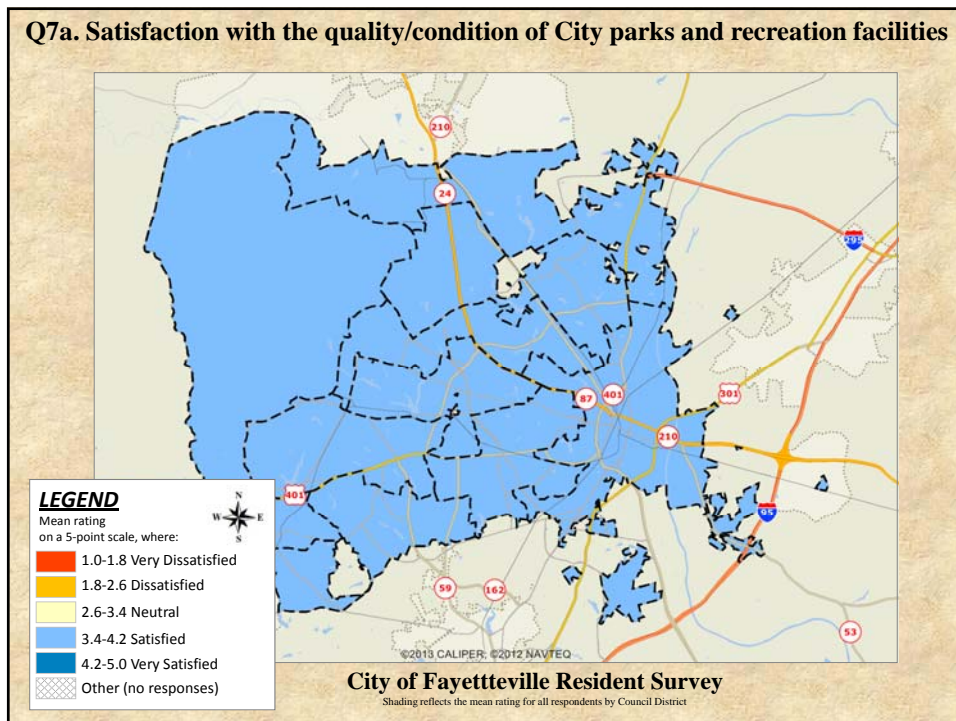 Q7a. Satisfaction with the quality/condition of City parks and recreation facilities
210
24
295
87
401
301
210
401
95
59
162
53
LEGEND
N
W E
S
Mean rating
on a 5-point scale, where:
1.0-1.8 Very Dissatisfied
1.8-2.6 Dissatisfied
2.6-3.4 Neutral
3.4-4.2 Satisfied
4.2-5.0 Very Satisfied
Other (no responses)
©2013 CALIPER; ©2012 NAVTEQ
City of Fayettteville Resident Survey
Shading reflects the mean rating for all respondents by Council District